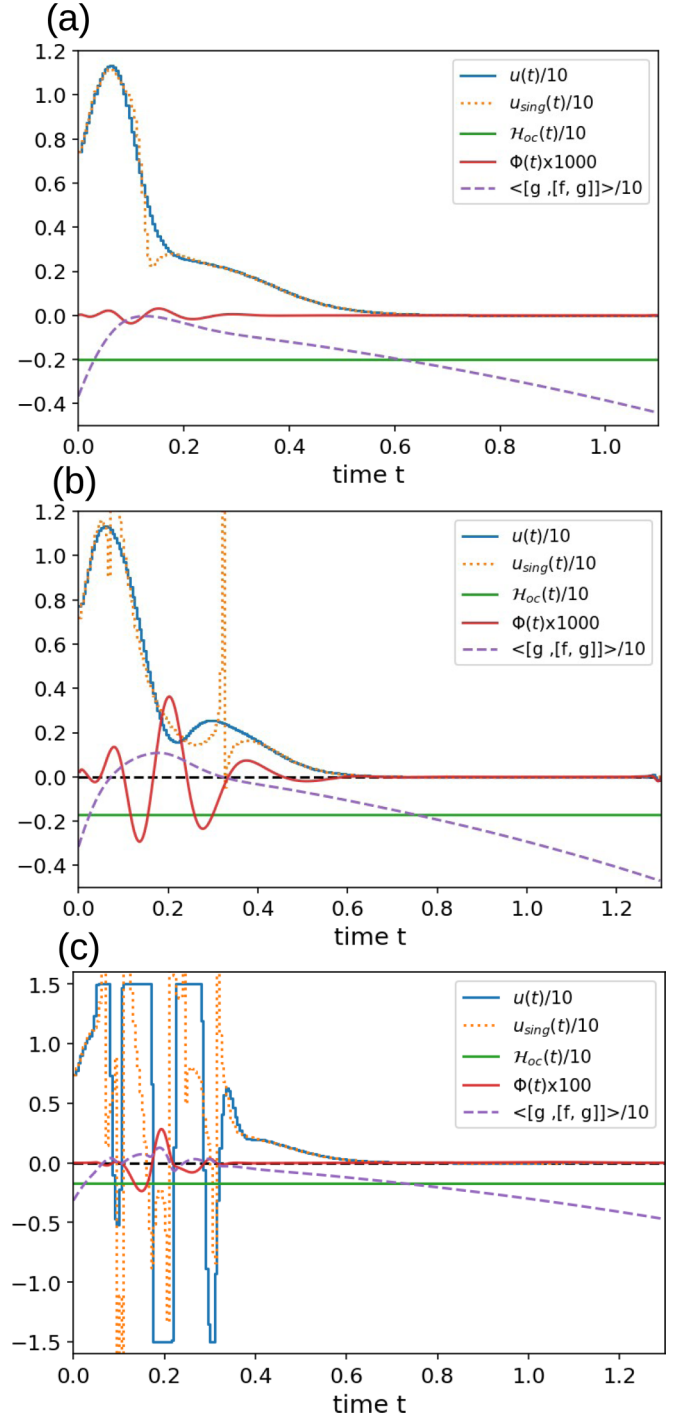 (a)
1.2
1.0
0.8
0.6
0.4
0.2
0.0
−0.2
−0.4
u(t)/10
u_sing(t)/10
ℋ_oc(t)/10
Φ(t)x1000
<[g ,[f, g]]>/10
0.0 0.2 0.4 0.6 0.8 1.0
time t
(b)
1.2
1.0
0.8
0.6
0.4
0.2
0.0
−0.2
−0.4
u(t)/10
u_sing(t)/10
ℋ_oc(t)/10
Φ(t)x1000
<[g ,[f, g]]>/10
0.0 0.2 0.4 0.6 0.8 1.0 1.2
time t
(c)
1.5
1.0
0.5
0.0
−0.5
−1.0
−1.5
u(t)/10
u_sing(t)/10
ℋ_oc(t)/10
Φ(t)x100
<[g ,[f, g]]>/10
0.0 0.2 0.4 0.6 0.8 1.0 1.2
time t